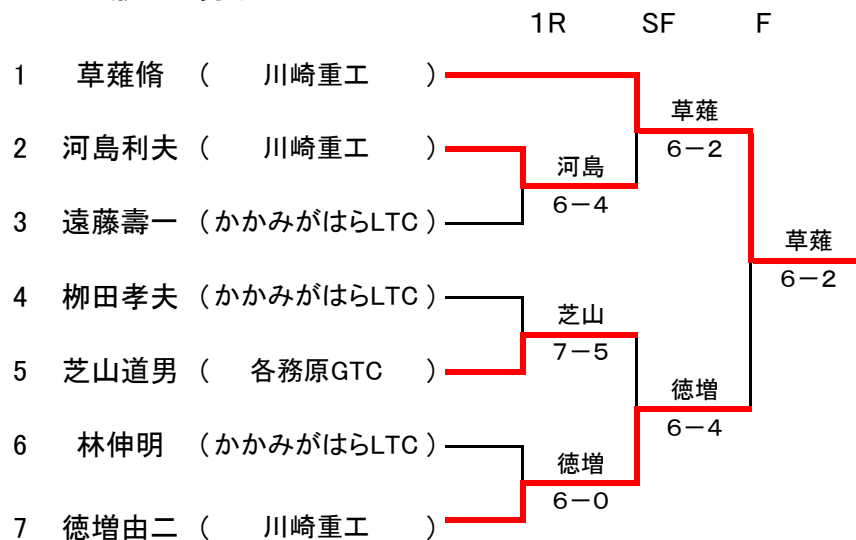 1R SF F
1 草薙脩 ( 川崎重工 )
草薙
2 河島利夫 ( 川崎重工 )
6－2
河島
6－4
3 遠藤壽一 (かかみがはらLTC)
草薙
6－2
4 栁田孝夫 (かかみがはらLTC)
芝山
7－5
5 芝山道男 ( 各務原GTC )
徳増
6－4
6 林伸明 (かかみがはらLTC)
徳増
6－0
7 徳増由二 ( 川崎重工 )